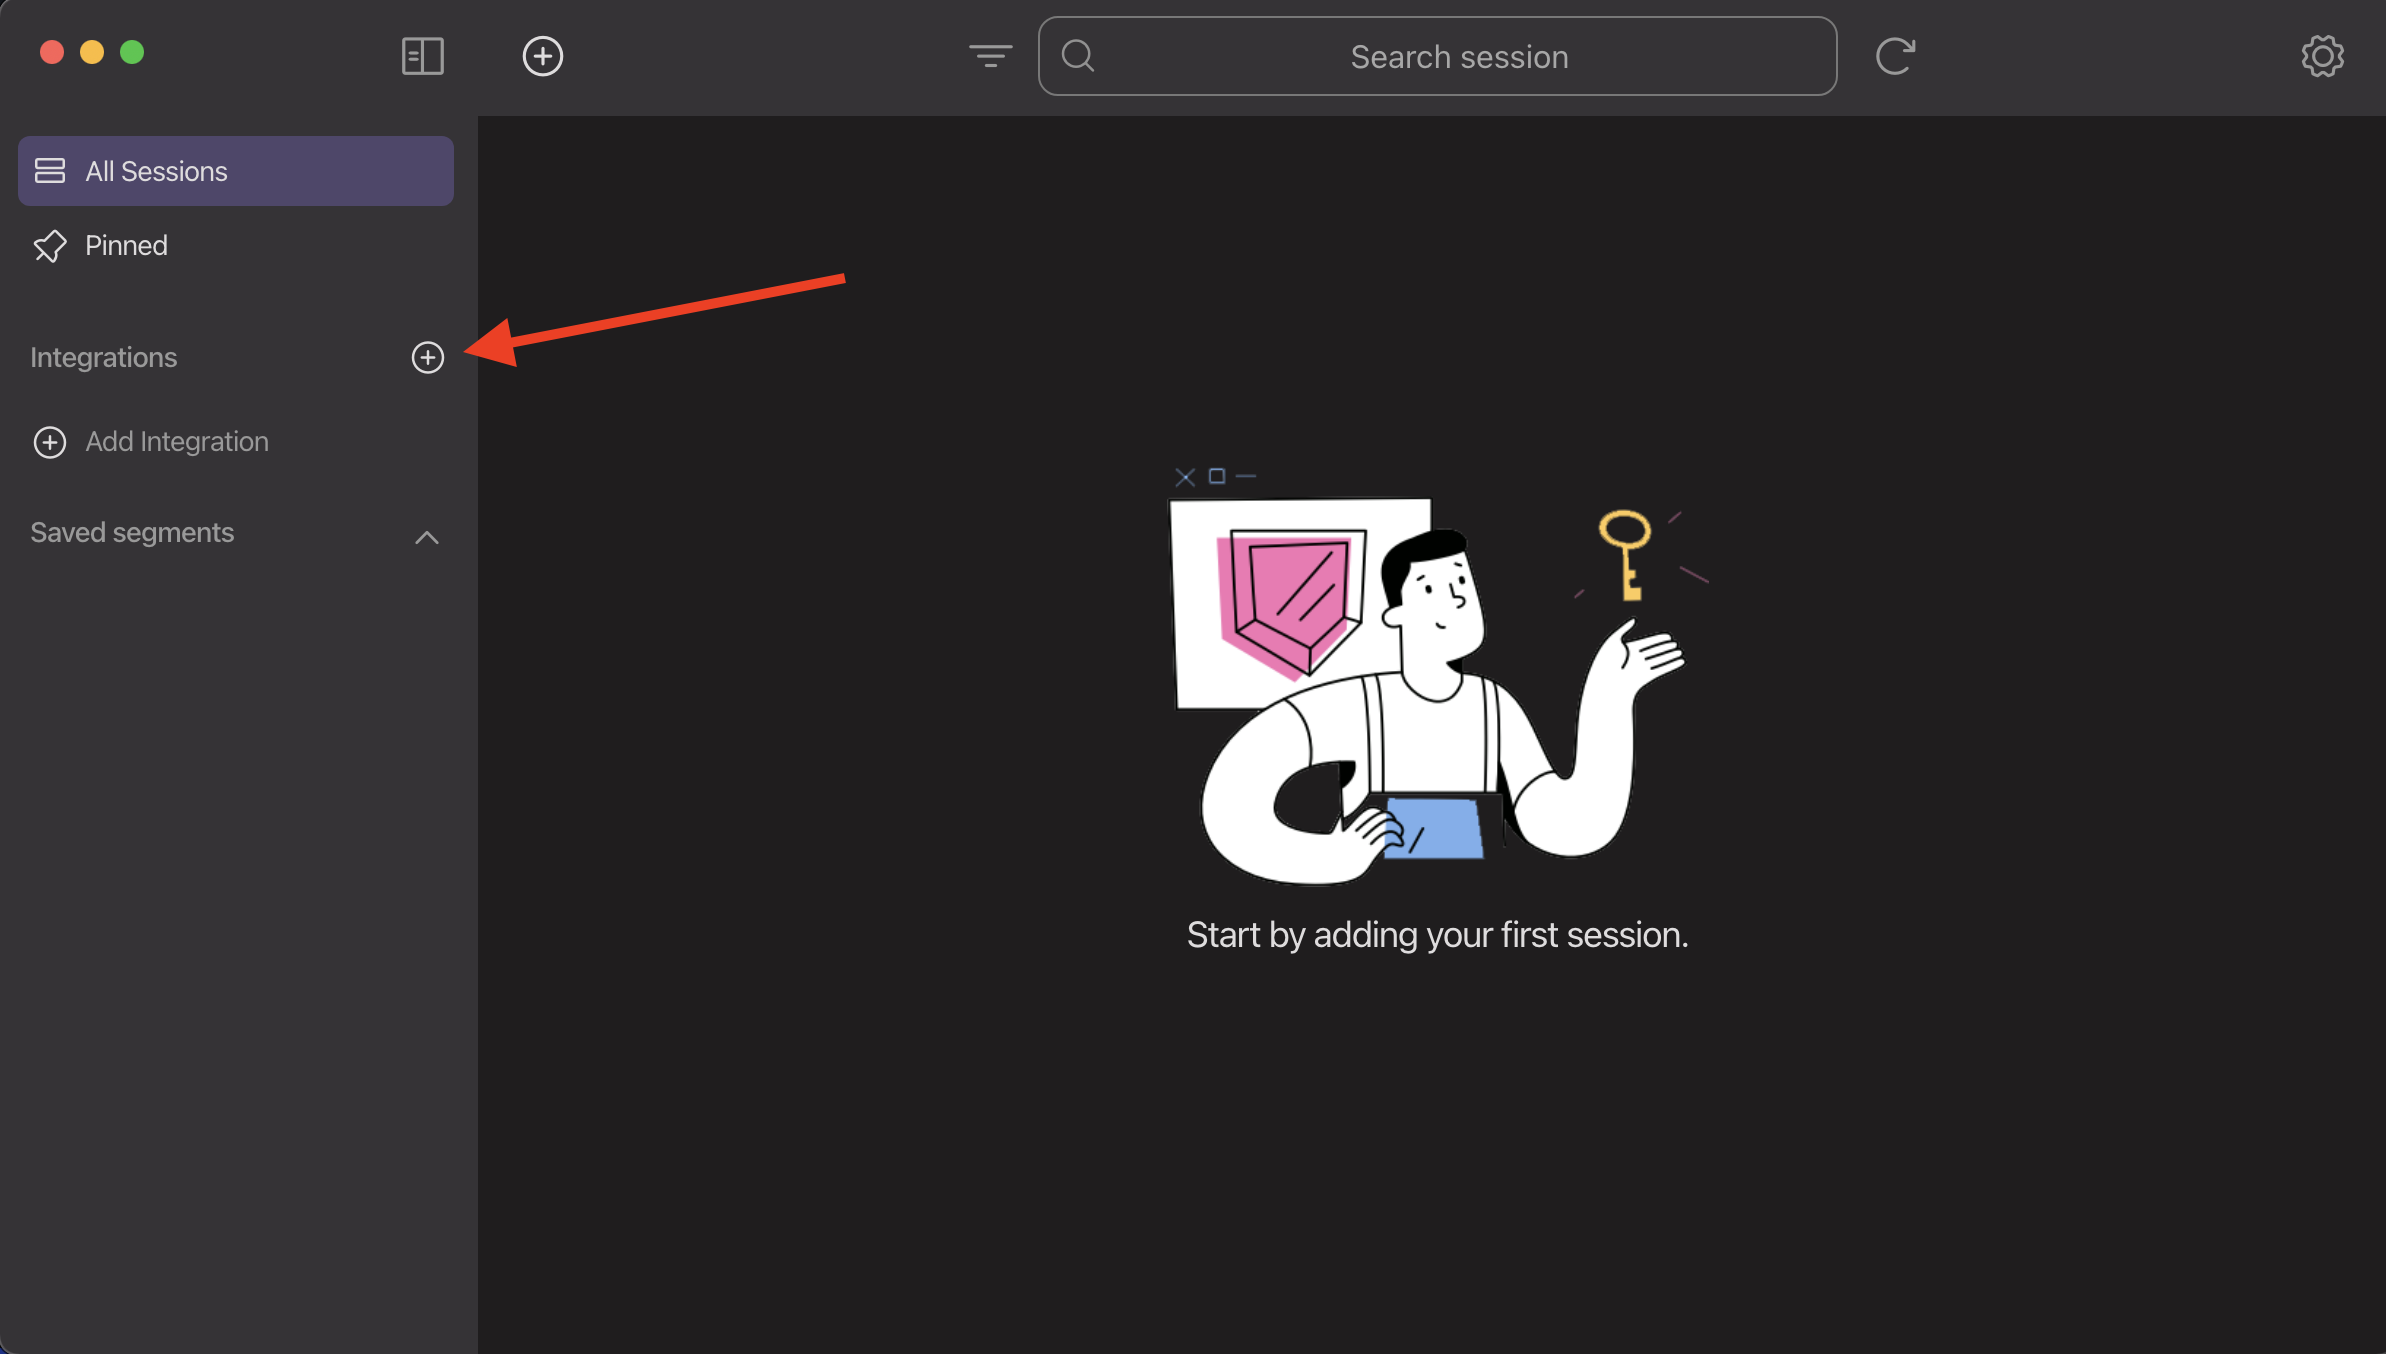 Search session
All Sessions
Pinned
Integrations
Add Integration
Saved segments
Start by adding your first session.